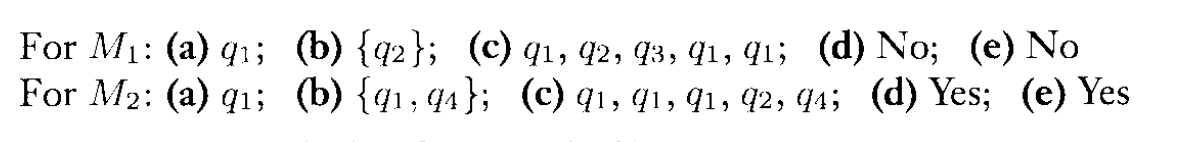 For M₁: (a) q₁; (b) {q₂}; (c) q₁, q₂, q₃, q₁, q₁; (d) No; (e) No
For M₂: (a) q₁; (b) {q₁, q₄}; (c) q₁, q₁, q₁, q₂, q₄; (d) Yes; (e) Yes